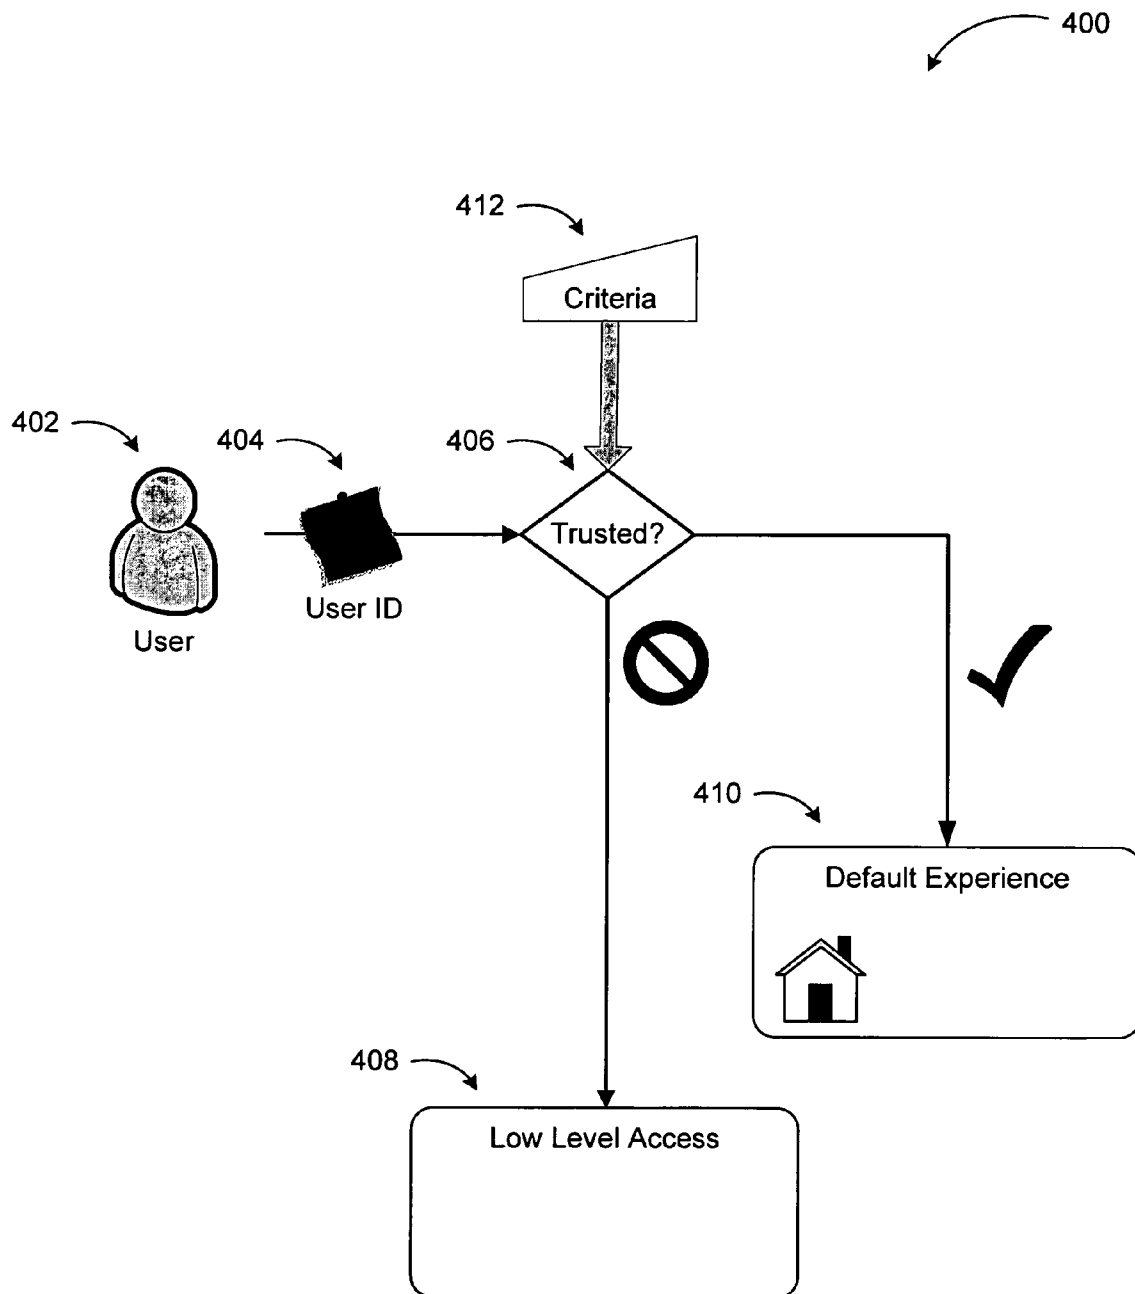 400
412
Criteria
402
404
406
Trusted?
User ID
User
410
Default Experience
408
Low Level Access